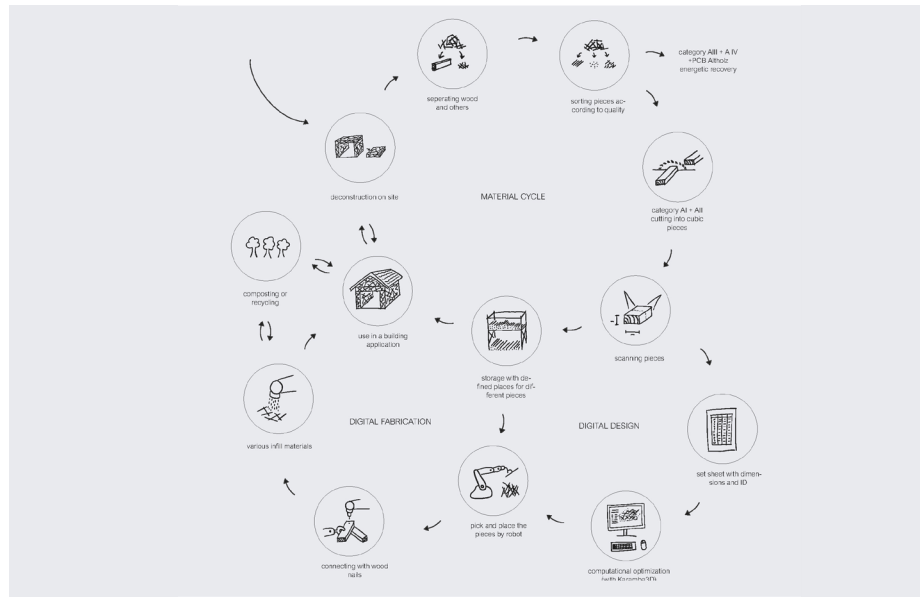 seperating wood
and others
sorting pieces ac-
cording to quality
category AIII + A IV
+PCB Altholz
energetic recovery
deconstruction on site
MATERIAL CYCLE
category AI + AII
cutting into cubic
pieces
composting or
recycling
use in a building
application
scanning pieces
storage with de-
fined places for dif-
ferent pieces
DIGITAL FABRICATION
DIGITAL DESIGN
various infill materials
set sheet with dimen-
sions and ID
pick and place the
pieces by robot
connecting with wood
nails
computational optimization
(with Karamba3D)